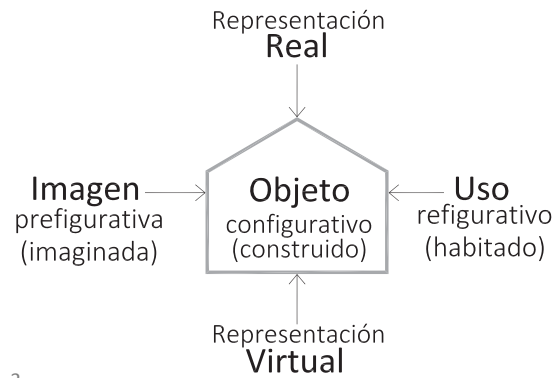 Representación
Real
Imagen
prefigurativa
(imaginada)
Objeto
configurativo
(construido)
Uso
refigurativo
(habitado)
Representación
Virtual